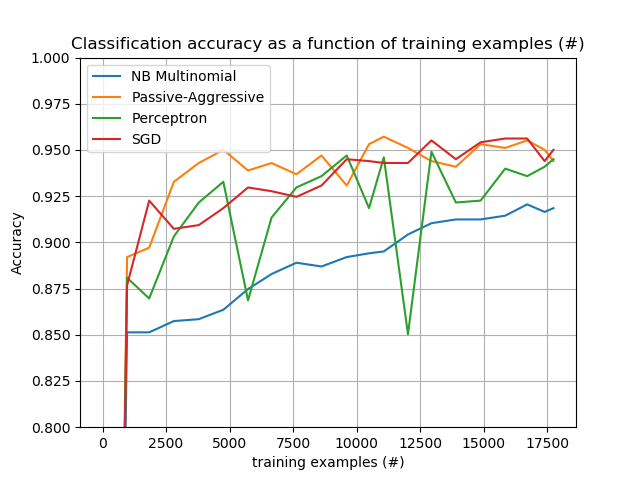 Classification accuracy as a function of training examples (#)
1.000
0.975
0.950
0.925
0.900
0.875
0.850
0.825
0.800
Accuracy
NB Multinomial
Passive-Aggressive
Perceptron
SGD
0 2500 5000 7500 10000 12500 15000 17500
training examples (#)